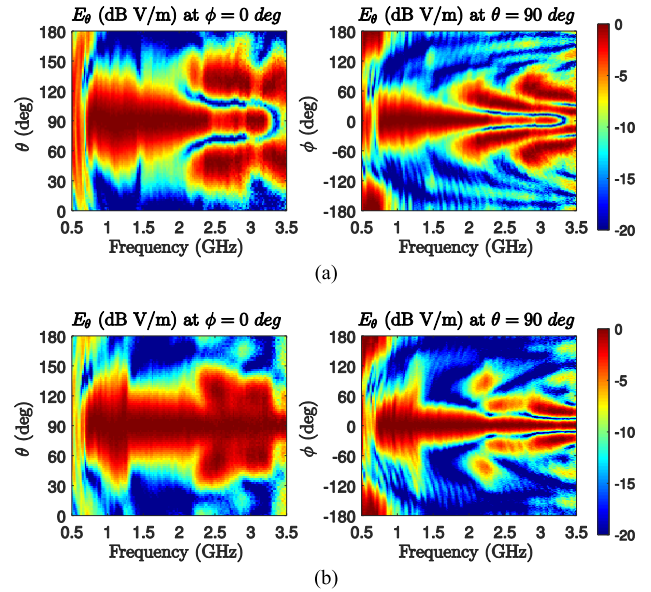 E_θ (dB V/m) at ϕ = 0 deg
E_θ (dB V/m) at θ = 90 deg
180
150
120
90
60
30
0
θ (deg)
0.5 1 1.5 2 2.5 3 3.5
Frequency (GHz)
180
120
60
0
-60
-120
-180
ϕ (deg)
0.5 1 1.5 2 2.5 3 3.5
Frequency (GHz)
0
-5
-10
-15
-20
(a)
E_θ (dB V/m) at ϕ = 0 deg
E_θ (dB V/m) at θ = 90 deg
180
150
120
90
60
30
0
θ (deg)
0.5 1 1.5 2 2.5 3 3.5
Frequency (GHz)
180
120
60
0
-60
-120
-180
ϕ (deg)
0.5 1 1.5 2 2.5 3 3.5
Frequency (GHz)
0
-5
-10
-15
-20
(b)